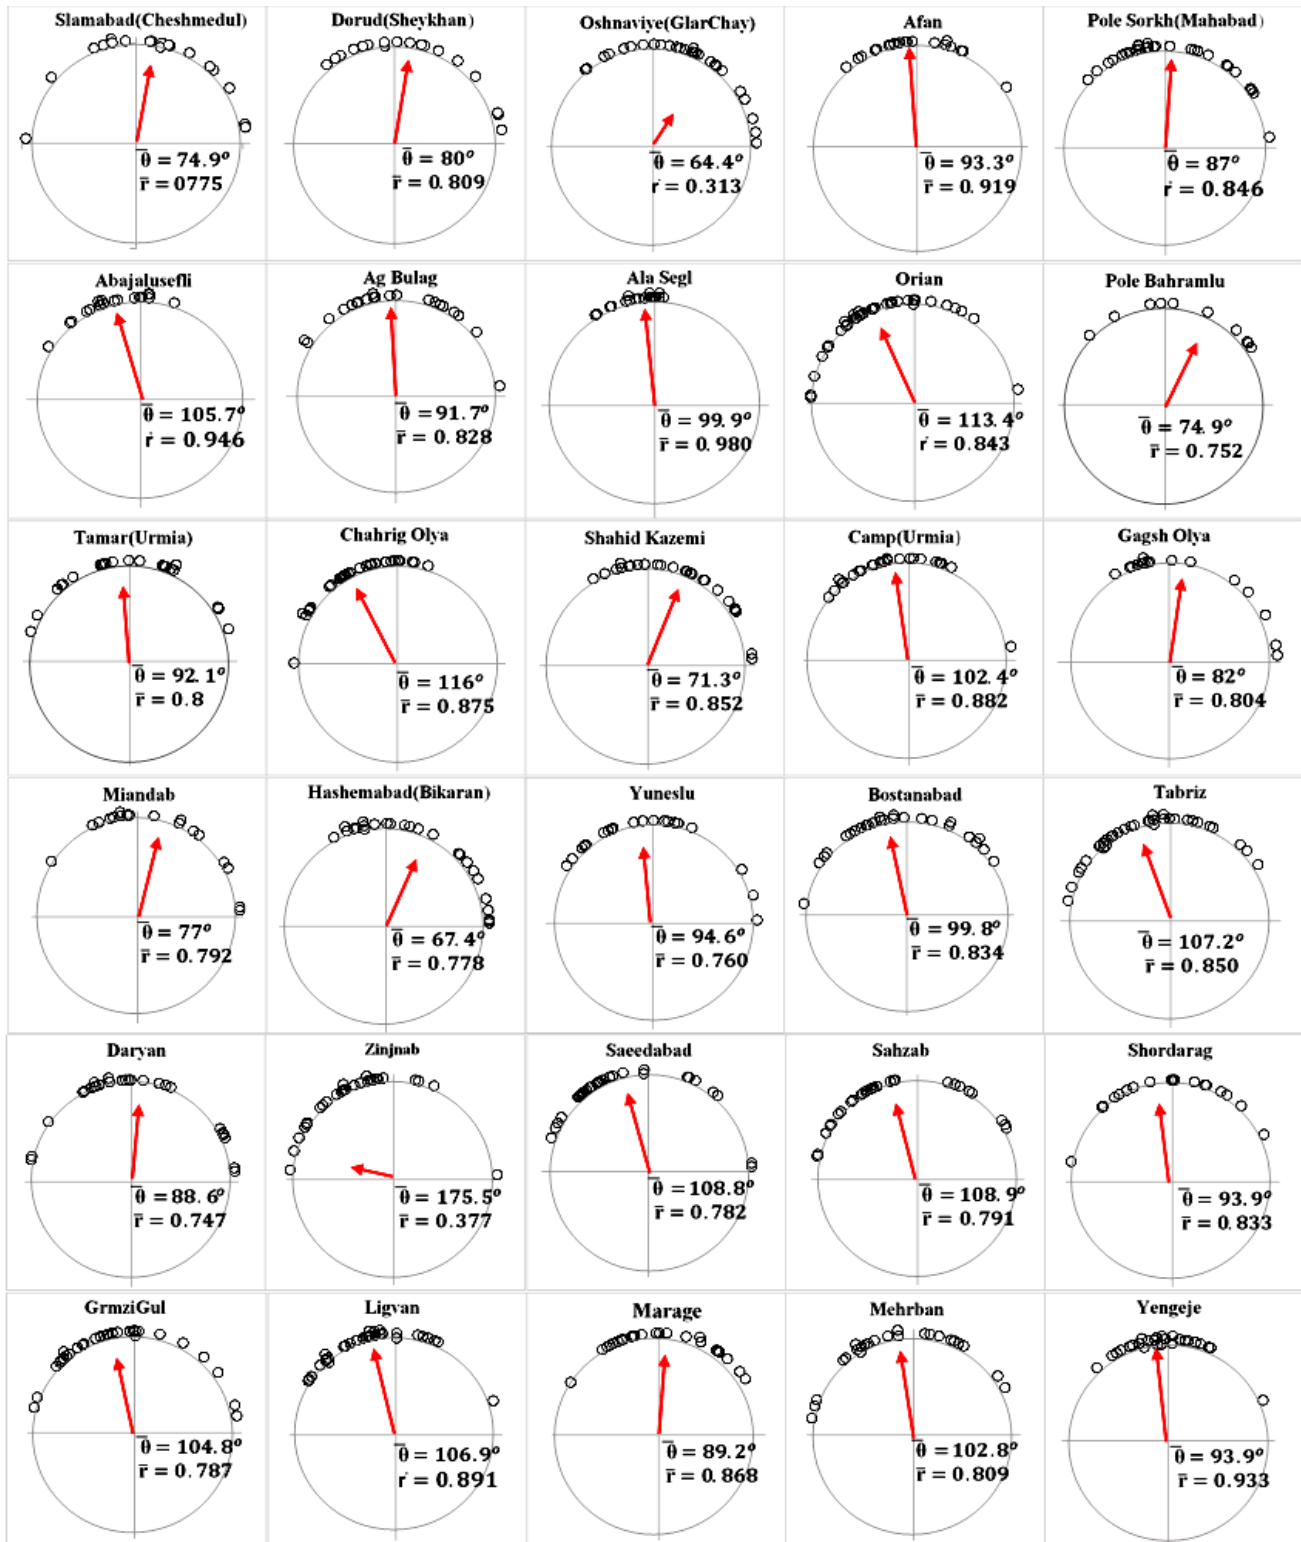 Slamabad(Cheshmedul)
θ̅ = 74.9°
r̅ = 0775
Dorud(Sheykhan)
θ̅ = 80°
r̅ = 0.809
Oshnaviye(GlarChay)
θ̅ = 64.4°
r̅ = 0.313
Afan
θ̅ = 93.3°
r̅ = 0.919
Pole Sorkh(Mahabad)
θ̅ = 87°
r̅ = 0.846
Abajalusefli
θ̅ = 105.7°
r̅ = 0.946
Ag Bulag
θ̅ = 91.7°
r̅ = 0.828
Ala Segl
θ̅ = 99.9°
r̅ = 0.980
Orian
θ̅ = 113.4°
r̅ = 0.843
Pole Bahramlu
θ̅ = 74.9°
r̅ = 0.752
Tamar(Urmia)
θ̅ = 92.1°
r̅ = 0.8
Chahrig Olya
θ̅ = 116°
r̅ = 0.875
Shahid Kazemi
θ̅ = 71.3°
r̅ = 0.852
Camp(Urmia)
θ̅ = 102.4°
r̅ = 0.882
Gagsh Olya
θ̅ = 82°
r̅ = 0.804
Miandab
θ̅ = 77°
r̅ = 0.792
Hashemabad(Bikaran)
θ̅ = 67.4°
r̅ = 0.778
Yuneslu
θ̅ = 94.6°
r̅ = 0.760
Bostanabad
θ̅ = 99.8°
r̅ = 0.834
Tabriz
θ̅ = 107.2°
r̅ = 0.850
Daryan
θ̅ = 88.6°
r̅ = 0.747
Zinjnab
θ̅ = 175.5°
r̅ = 0.377
Saeedabad
θ̅ = 108.8°
r̅ = 0.782
Sahzab
θ̅ = 108.9°
r̅ = 0.791
Shordarag
θ̅ = 93.9°
r̅ = 0.833
GrmziGul
θ̅ = 104.8°
r̅ = 0.787
Ligvan
θ̅ = 106.9°
r̅ = 0.891
Marage
θ̅ = 89.2°
r̅ = 0.868
Mehrban
θ̅ = 102.8°
r̅ = 0.809
Yengeje
θ̅ = 93.9°
r̅ = 0.933